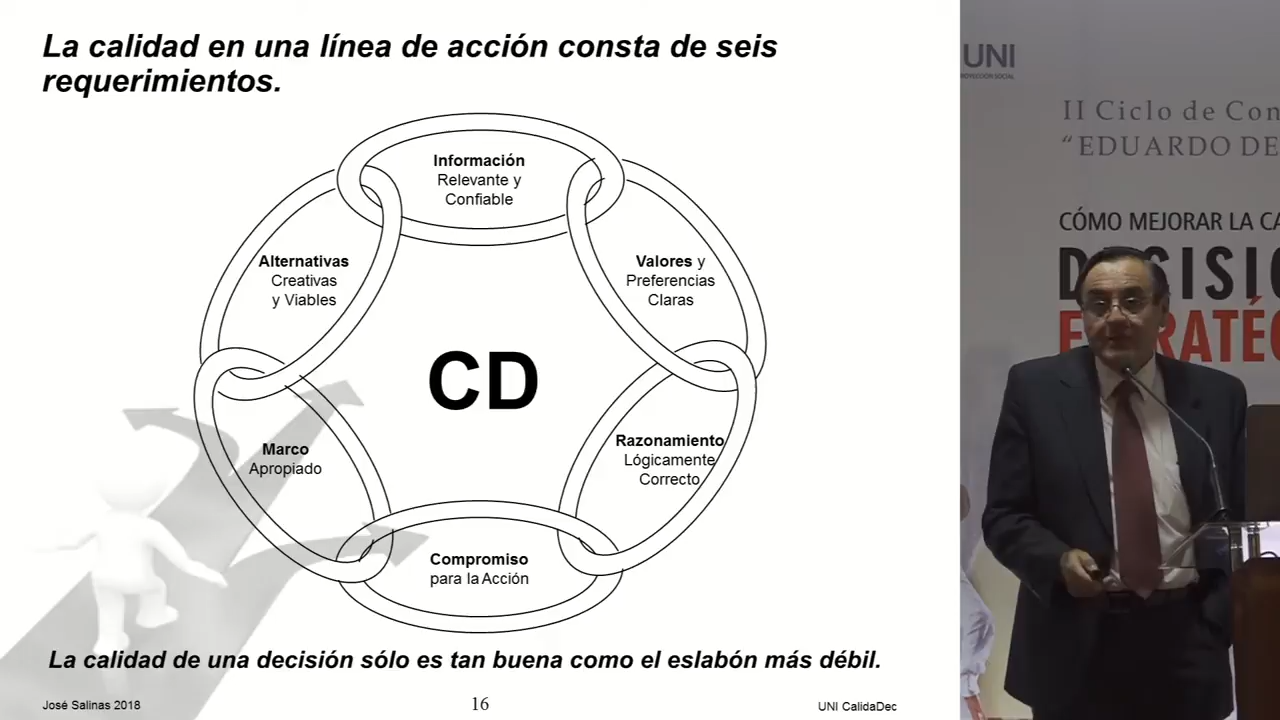 La calidad en una línea de acción consta de seis
requerimientos.
Información
Relevante y
Confiable
Alternativas
Creativas
y Viables
Valores y
Preferencias
Claras
CD
Marco
Apropiado
Razonamiento
Lógicamente
Correcto
Compromiso
para la Acción
La calidad de una decisión sólo es tan buena como el eslabón más débil.
José Salinas 2018
16
UNI CalidaDec
UNI
SOCIAL
II Ciclo de Con
“EDUARDO DE
CÓMO MEJORAR LA CA